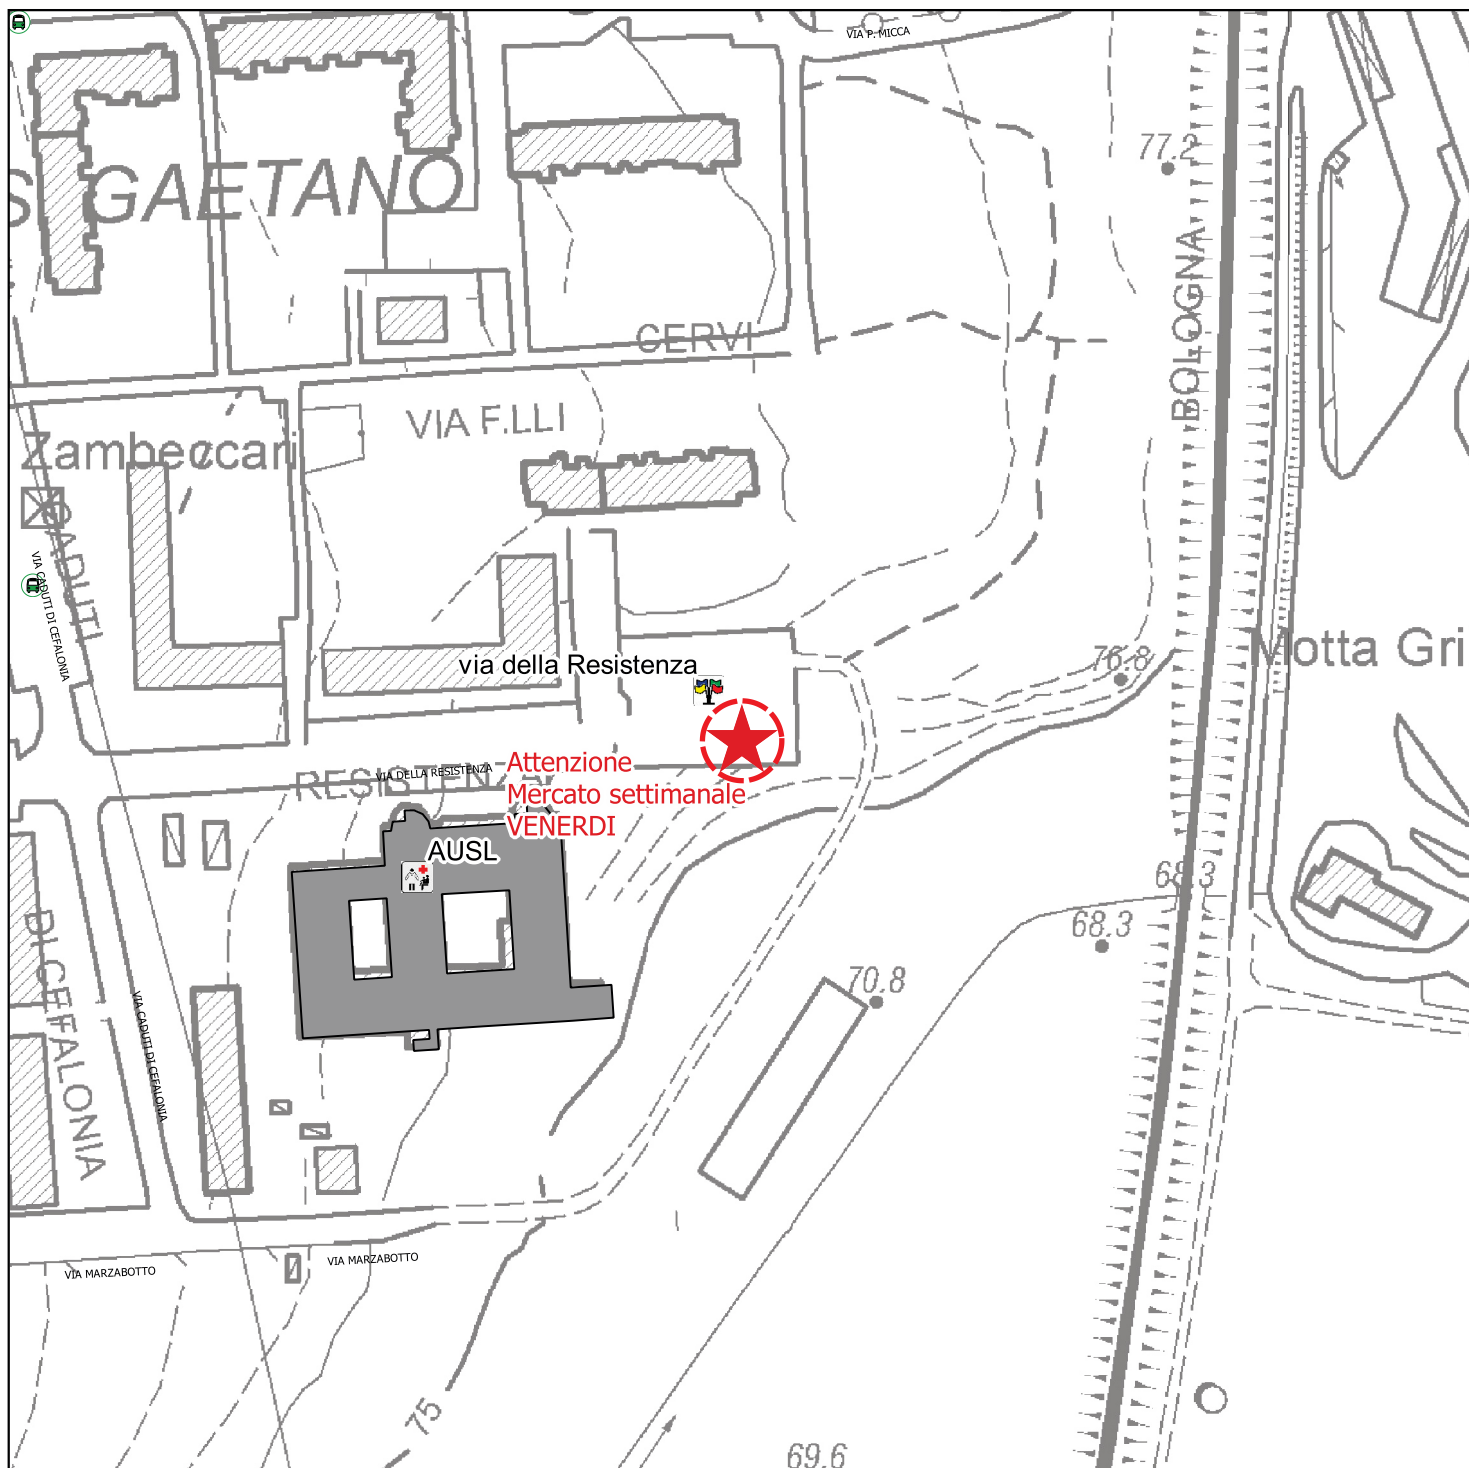 VIA P. MICCA
77.2
GAETANO
BOLOGNA
CERVI
VIA F.LLI
Zambeccari
CADUTI
VIA CADUTI DI CEFALONIA
Motta Gri
76.8
via della Resistenza
Attenzione
Mercato settimanale
VENERDI
RESISTENZA
VIA DELLA RESISTENZA
AUSL
68.3
68.3
70.8
DI CEFALONIA
VIA CADUTI DI CEFALONIA
VIA MARZABOTTO
VIA MARZABOTTO
75
69.6